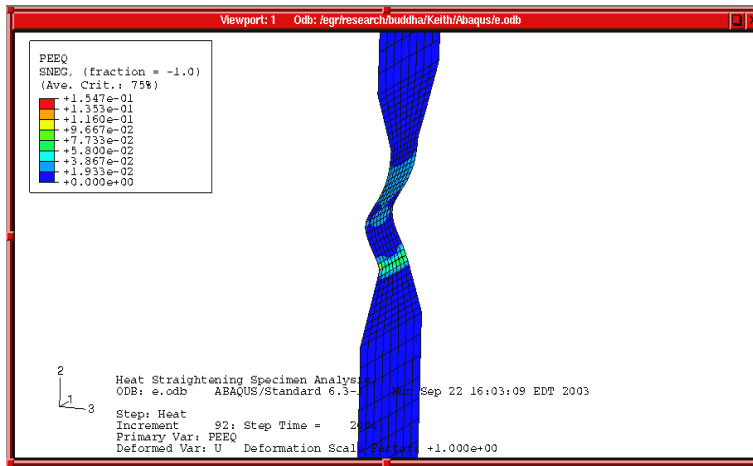 Viewport: 1 Odb: /egr/research/buddha/Keith/Abaqus/e.odb
PEEQ
SNEG, (fraction = -1.0)
(Ave. Crit.: 75%)
+1.547e-01
+1.353e-01
+1.160e-01
+9.667e-02
+7.733e-02
+5.800e-02
+3.867e-02
+1.933e-02
+0.000e+00
2
1
3
Heat Straightening Specimen Analysis
ODB: e.odb ABAQUS/Standard 6.3- Sep 22 16:03:09 EDT 2003
Step: Heat
Increment 92: Step Time =
Primary Var: PEEQ
Deformed Var: U Deformation Scale Factor: +1.000e+00